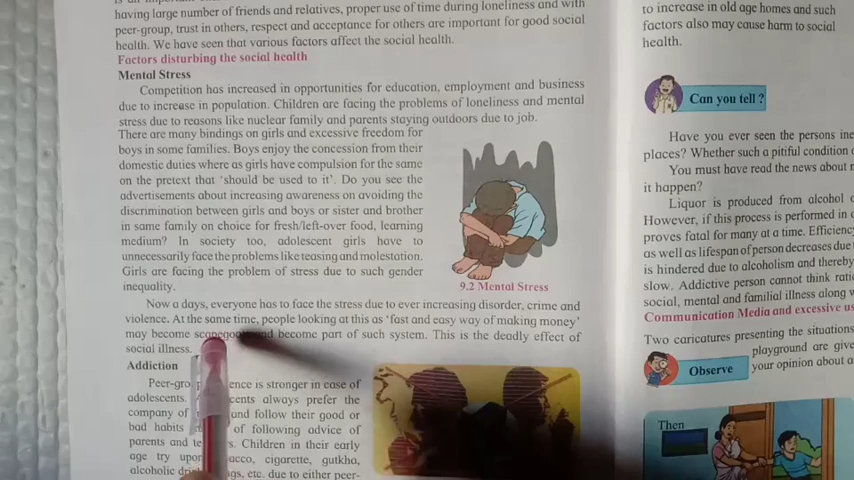 having large number of friends and relatives, proper use of time during loneliness and with
peer-group, trust in others, respect and acceptance for others are important for good social
health. We have seen that various factors affect the social health.
Factors disturbing the social health
Mental Stress
Competition has increased in opportunities for education, employment and business
due to increase in population. Children are facing the problems of loneliness and mental
stress due to reasons like nuclear family and parents staying outdoors due to job.
There are many bindings on girls and excessive freedom for
boys in some families. Boys enjoy the concession from their
domestic duties where as girls have compulsion for the same
on the pretext that 'should be used to it'. Do you see the
advertisements about increasing awareness on avoiding the
discrimination between girls and boys or sister and brother
in same family on choice for fresh/left-over food, learning
medium? In society too, adolescent girls have to
unnecessarily face the problems like teasing and molestation.
Girls are facing the problem of stress due to such gender
inequality.
9.2 Mental Stress
Now a days, everyone has to face the stress due to ever increasing disorder, crime and
violence. At the same time, people looking at this as 'fast and easy way of making money'
may become and become part of such system. This is the deadly effect of
social illness.
Addiction
is stronger in case of
always prefer the
company of and follow their good or
bad habits of following advice of
parents and Children in their early
age try cigarette, gutkha,
alcoholic etc. due to either peer-
to increase in old age homes and such
factors also may cause harm to social
health.
Can you tell ?
Have you ever seen the persons
places? Whether such a pitiful condition
You must have read the news about
it happen?
Liquor is produced from alcohol
However, if this process is performed in
proves fatal for many at a time.
as well as lifespan of person decreases due
is hindered due to alcoholism and thereby
slow. Addictive person cannot think
social, mental and familial illness along
Communication Media and excessive
Two caricatures presenting the situations
playground are give
your opinion about
Observe
Then